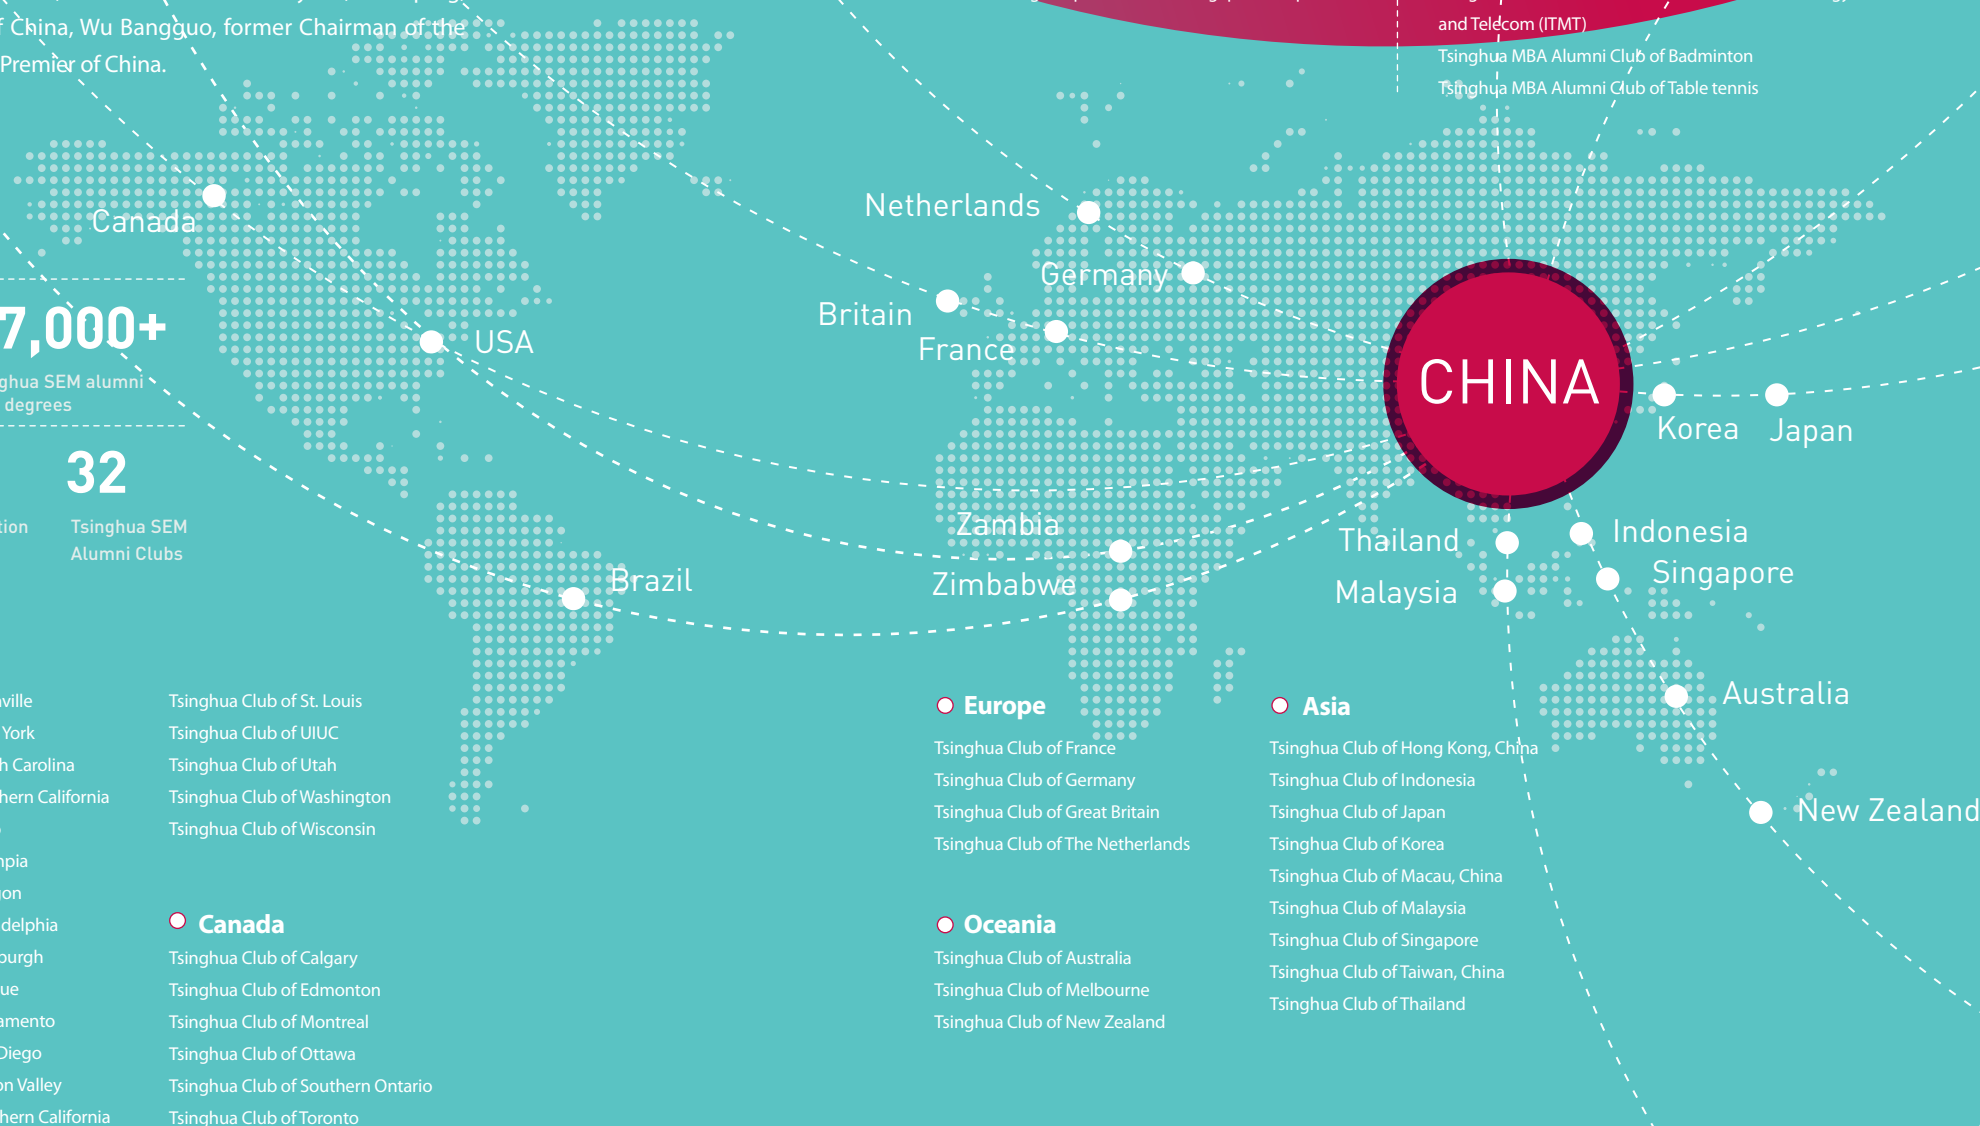 of China, Wu Bangguo, former Chairman of the
Premier of China.
and Telecom (ITMT)
Tsinghua MBA Alumni Club of Badminton
Tsinghua MBA Alumni Club of Table tennis
Canada
USA
Brazil
Netherlands
Germany
Britain
France
CHINA
Korea
Japan
Zambia
Zimbabwe
Thailand
Malaysia
Indonesia
Singapore
Australia
New Zealand
7,000+
SEM alumni
degrees
32
Tsinghua SEM
Alumni Clubs
York
Carolina
California
Diego
Valley
California
Tsinghua Club of St. Louis
Tsinghua Club of UIUC
Tsinghua Club of Utah
Tsinghua Club of Washington
Tsinghua Club of Wisconsin
Canada
Tsinghua Club of Calgary
Tsinghua Club of Edmonton
Tsinghua Club of Montreal
Tsinghua Club of Ottawa
Tsinghua Club of Southern Ontario
Tsinghua Club of Toronto
Europe
Tsinghua Club of France
Tsinghua Club of Germany
Tsinghua Club of Great Britain
Tsinghua Club of The Netherlands
Oceania
Tsinghua Club of Australia
Tsinghua Club of Melbourne
Tsinghua Club of New Zealand
Asia
Tsinghua Club of Hong Kong, China
Tsinghua Club of Indonesia
Tsinghua Club of Japan
Tsinghua Club of Korea
Tsinghua Club of Macau, China
Tsinghua Club of Malaysia
Tsinghua Club of Singapore
Tsinghua Club of Taiwan, China
Tsinghua Club of Thailand